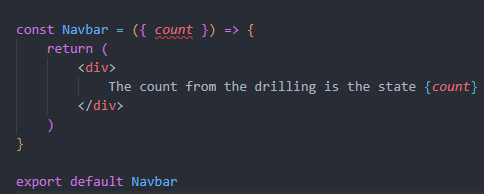 const Navbar = ({ count }) => {
    return (
        <div>
            The count from the drilling is the state {count}
        </div>
    )
}

export default Navbar